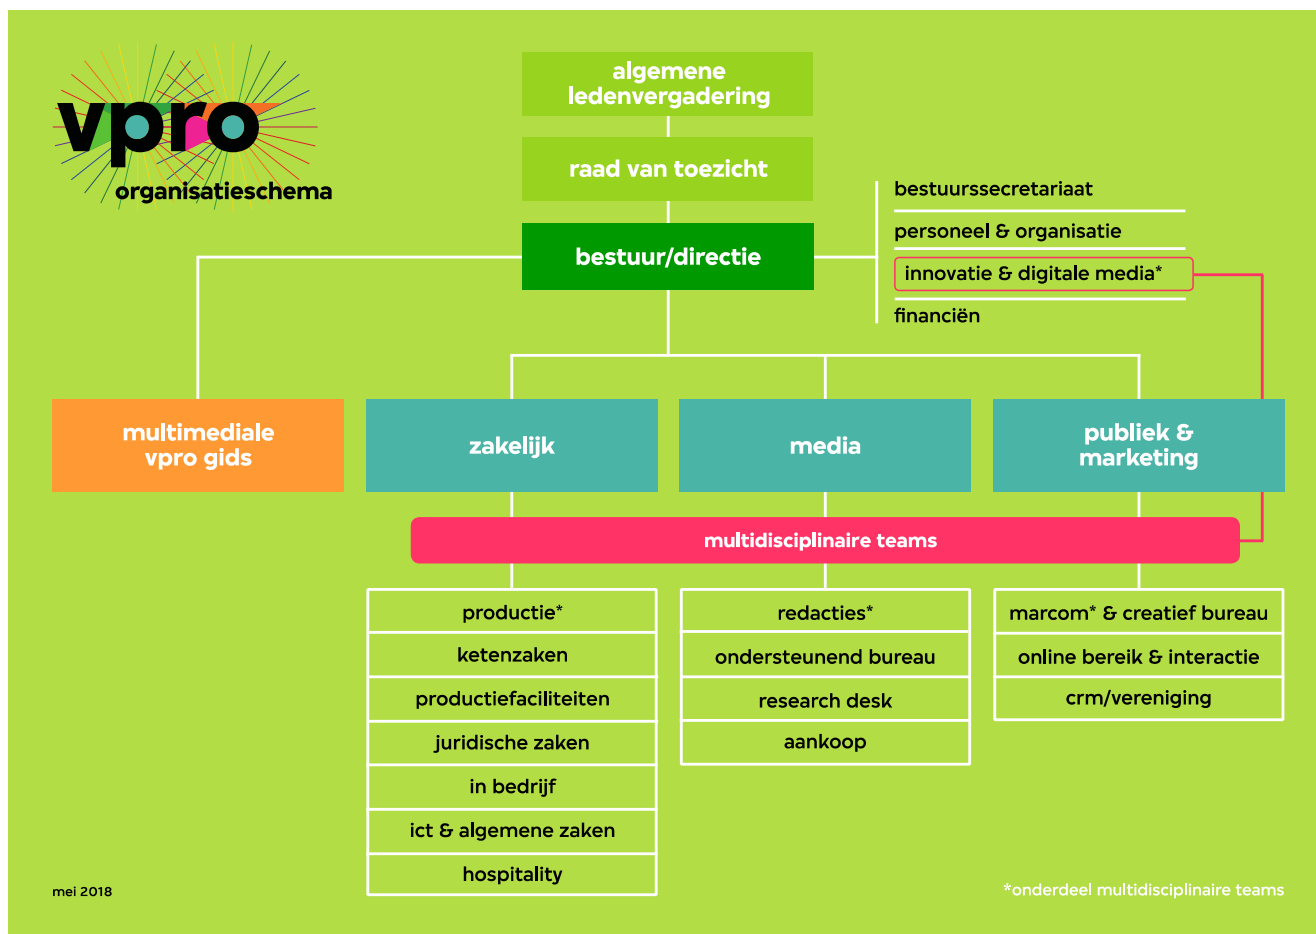 vpro
organisatieschema
algemene
ledenvergadering
raad van toezicht
bestuur/directie
bestuurssecretariaat
personeel & organisatie
innovatie & digitale media*
financiën
multimediale
vpro gids
zakelijk
media
publiek &
marketing
multidisciplinaire teams
productie*
ketenzaken
productiefaciliteiten
juridische zaken
in bedrijf
ict & algemene zaken
hospitality
redacties*
ondersteunend bureau
research desk
aankoop
marcom* & creatief bureau
online bereik & interactie
crm/vereniging
mei 2018
*onderdeel multidisciplinaire teams